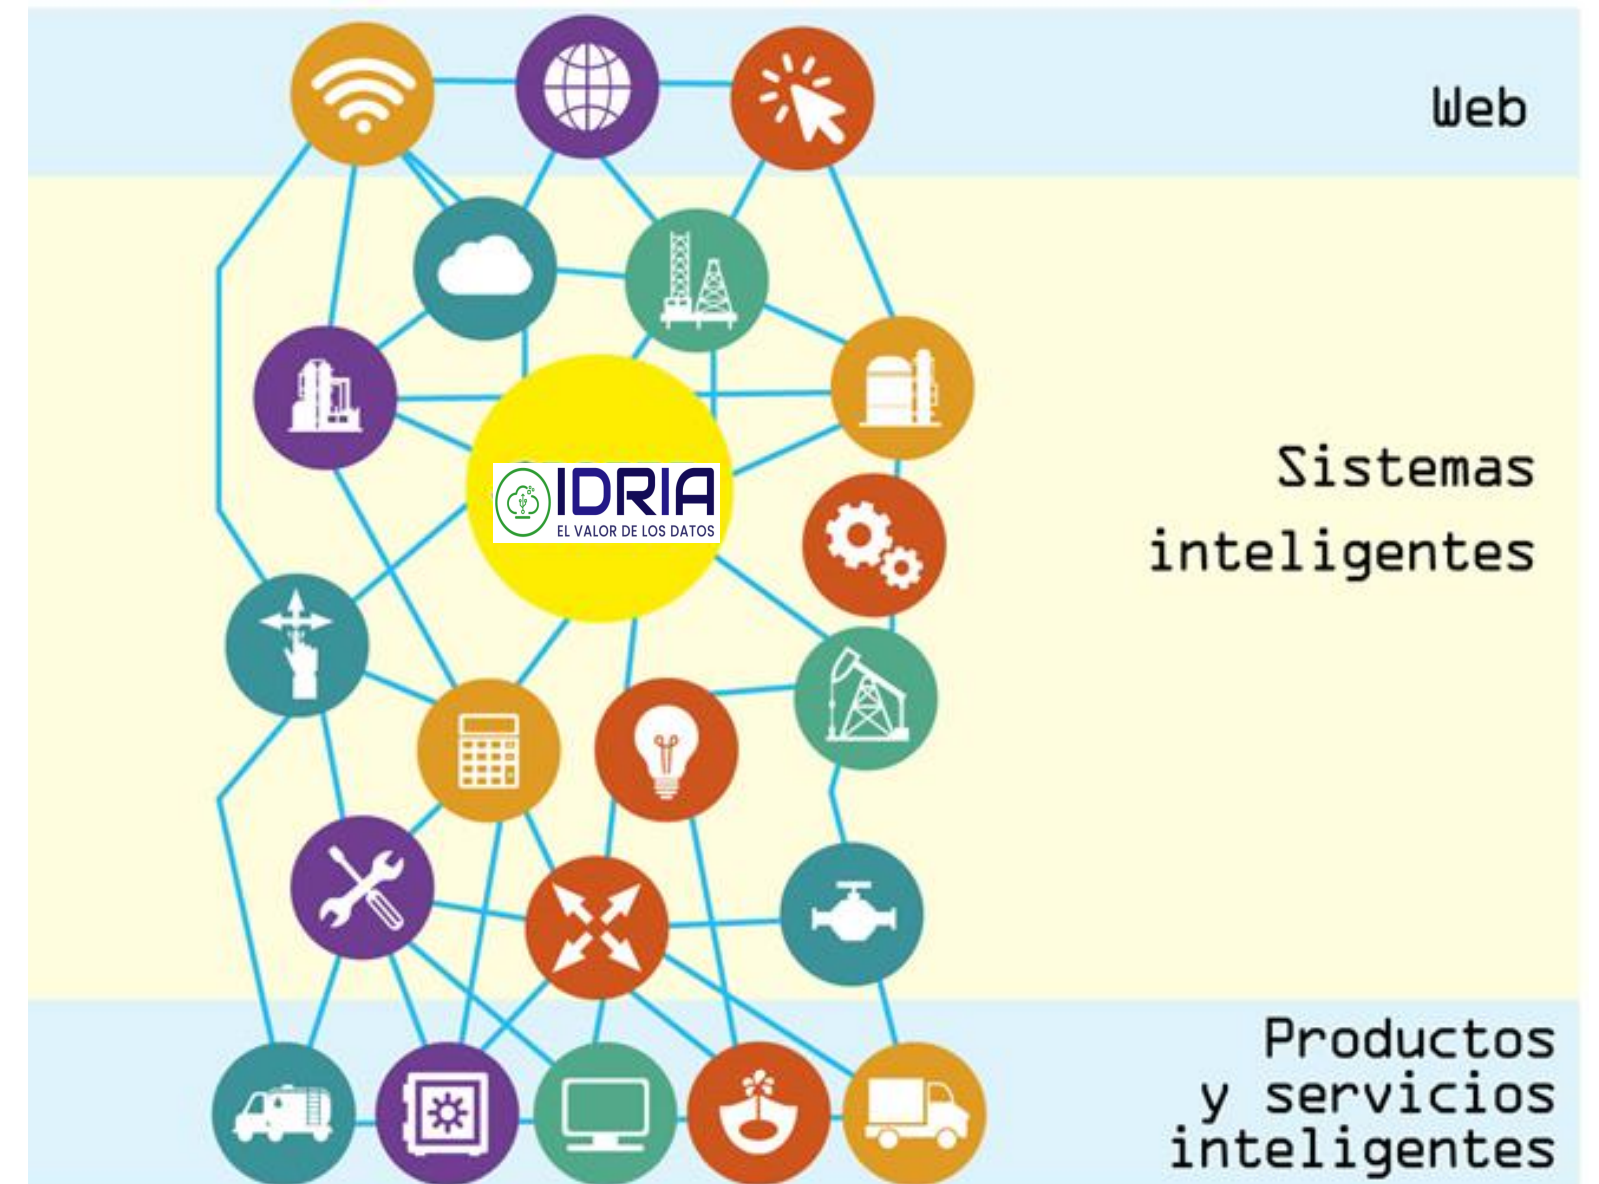 Web
Sistemas
inteligentes
IDRIA
EL VALOR DE LOS DATOS
Productos
y servicios
inteligentes